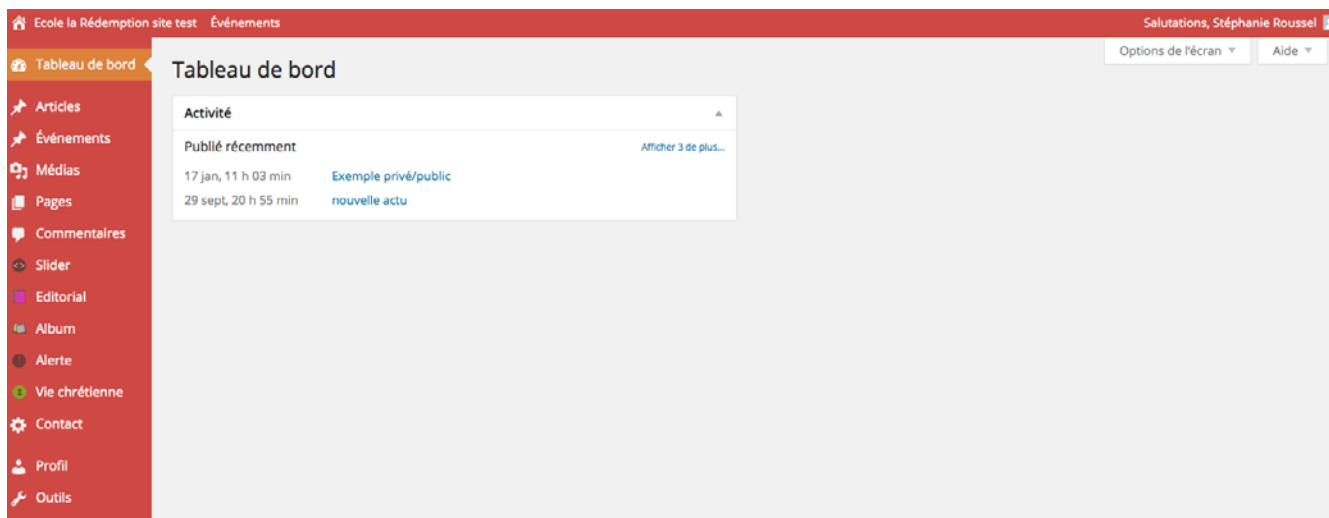 Ecole la Rédemption site test Événements Salutations, Stéphanie Roussel
Options de l'écran Aide
Tableau de bord
Articles
Événements
Médias
Pages
Commentaires
Slider
Editorial
Album
Alerte
Vie chrétienne
Contact
Profil
Outils
Tableau de bord
Activité
Publié récemment Afficher 3 de plus...
17 jan, 11 h 03 min Exemple privé/public
29 sept, 20 h 55 min nouvelle actu